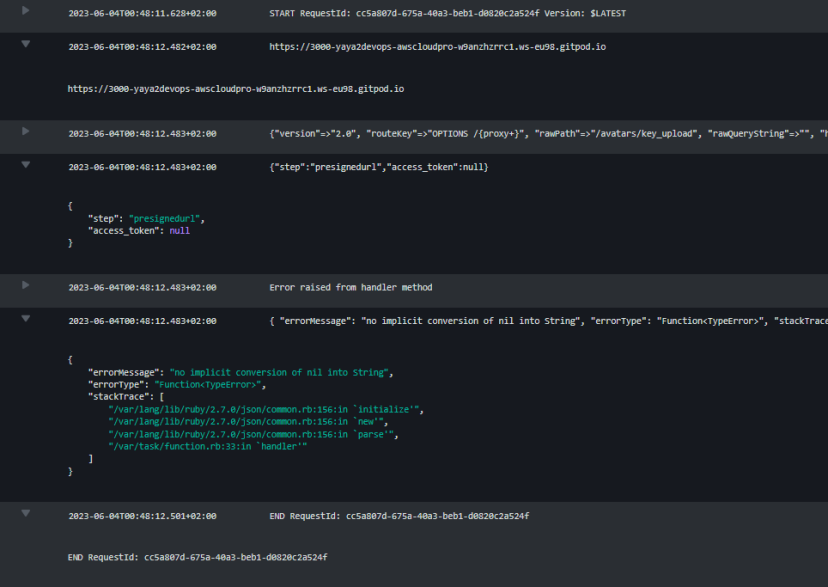 2023-06-04T00:48:11.628+02:00 START RequestId: cc5a807d-675a-40a3-beb1-d0820c2a524f Version: $LATEST
2023-06-04T00:48:12.482+02:00 https://3000-yaya2devops-awscloudpro-w9anzhzrrc1.ws-eu98.gitpod.io
https://3000-yaya2devops-awscloudpro-w9anzhzrrc1.ws-eu98.gitpod.io
2023-06-04T00:48:12.483+02:00 {"version"=>"2.0", "routeKey"=>"OPTIONS /{proxy+}", "rawPath"=>"/avatars/key_upload", "rawQueryString"=>"", "h
2023-06-04T00:48:12.483+02:00 {"step":"presignedurl","access_token":null}
{
"step": "presignedurl",
"access_token": null
}
2023-06-04T00:48:12.483+02:00 Error raised from handler method
2023-06-04T00:48:12.483+02:00 { "errorMessage": "no implicit conversion of nil into String", "errorType": "Function<TypeError>", "stackTrace
{
"errorMessage": "no implicit conversion of nil into String",
"errorType": "Function<TypeError>",
"stackTrace": [
"/var/lang/lib/ruby/2.7.0/json/common.rb:156:in `initialize'",
"/var/lang/lib/ruby/2.7.0/json/common.rb:156:in `new'",
"/var/lang/lib/ruby/2.7.0/json/common.rb:156:in `parse'",
"/var/task/function.rb:33:in `handler'"
]
}
2023-06-04T00:48:12.501+02:00 END RequestId: cc5a807d-675a-40a3-beb1-d0820c2a524f
END RequestId: cc5a807d-675a-40a3-beb1-d0820c2a524f